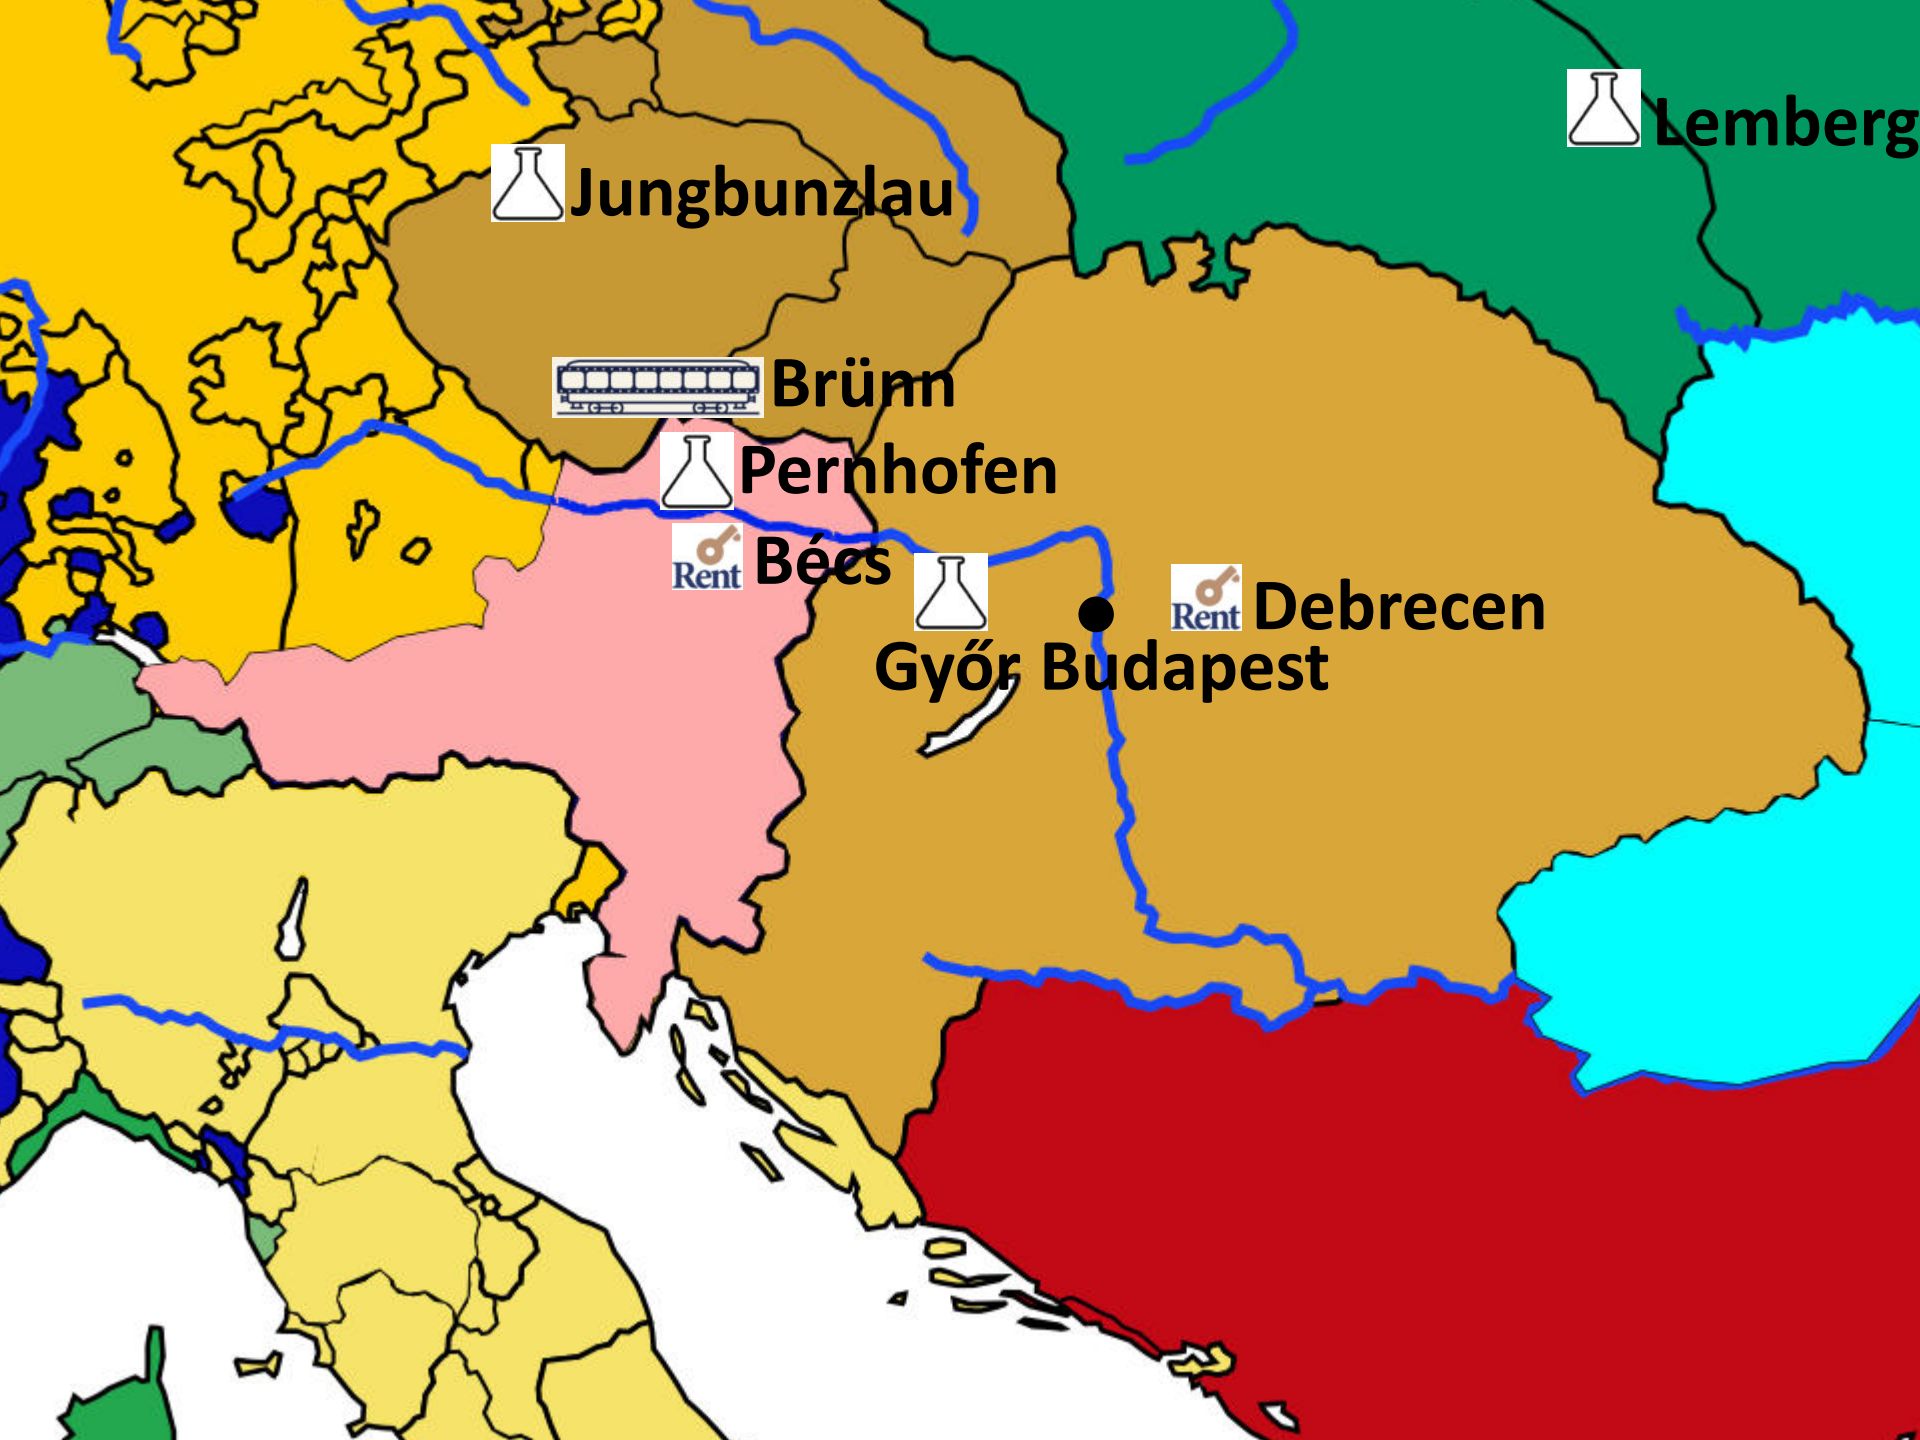 Lemberg
Jungbunzlau
Brünn
Pernhofen
Rent Bécs
Rent Debrecen
Győr Budapest